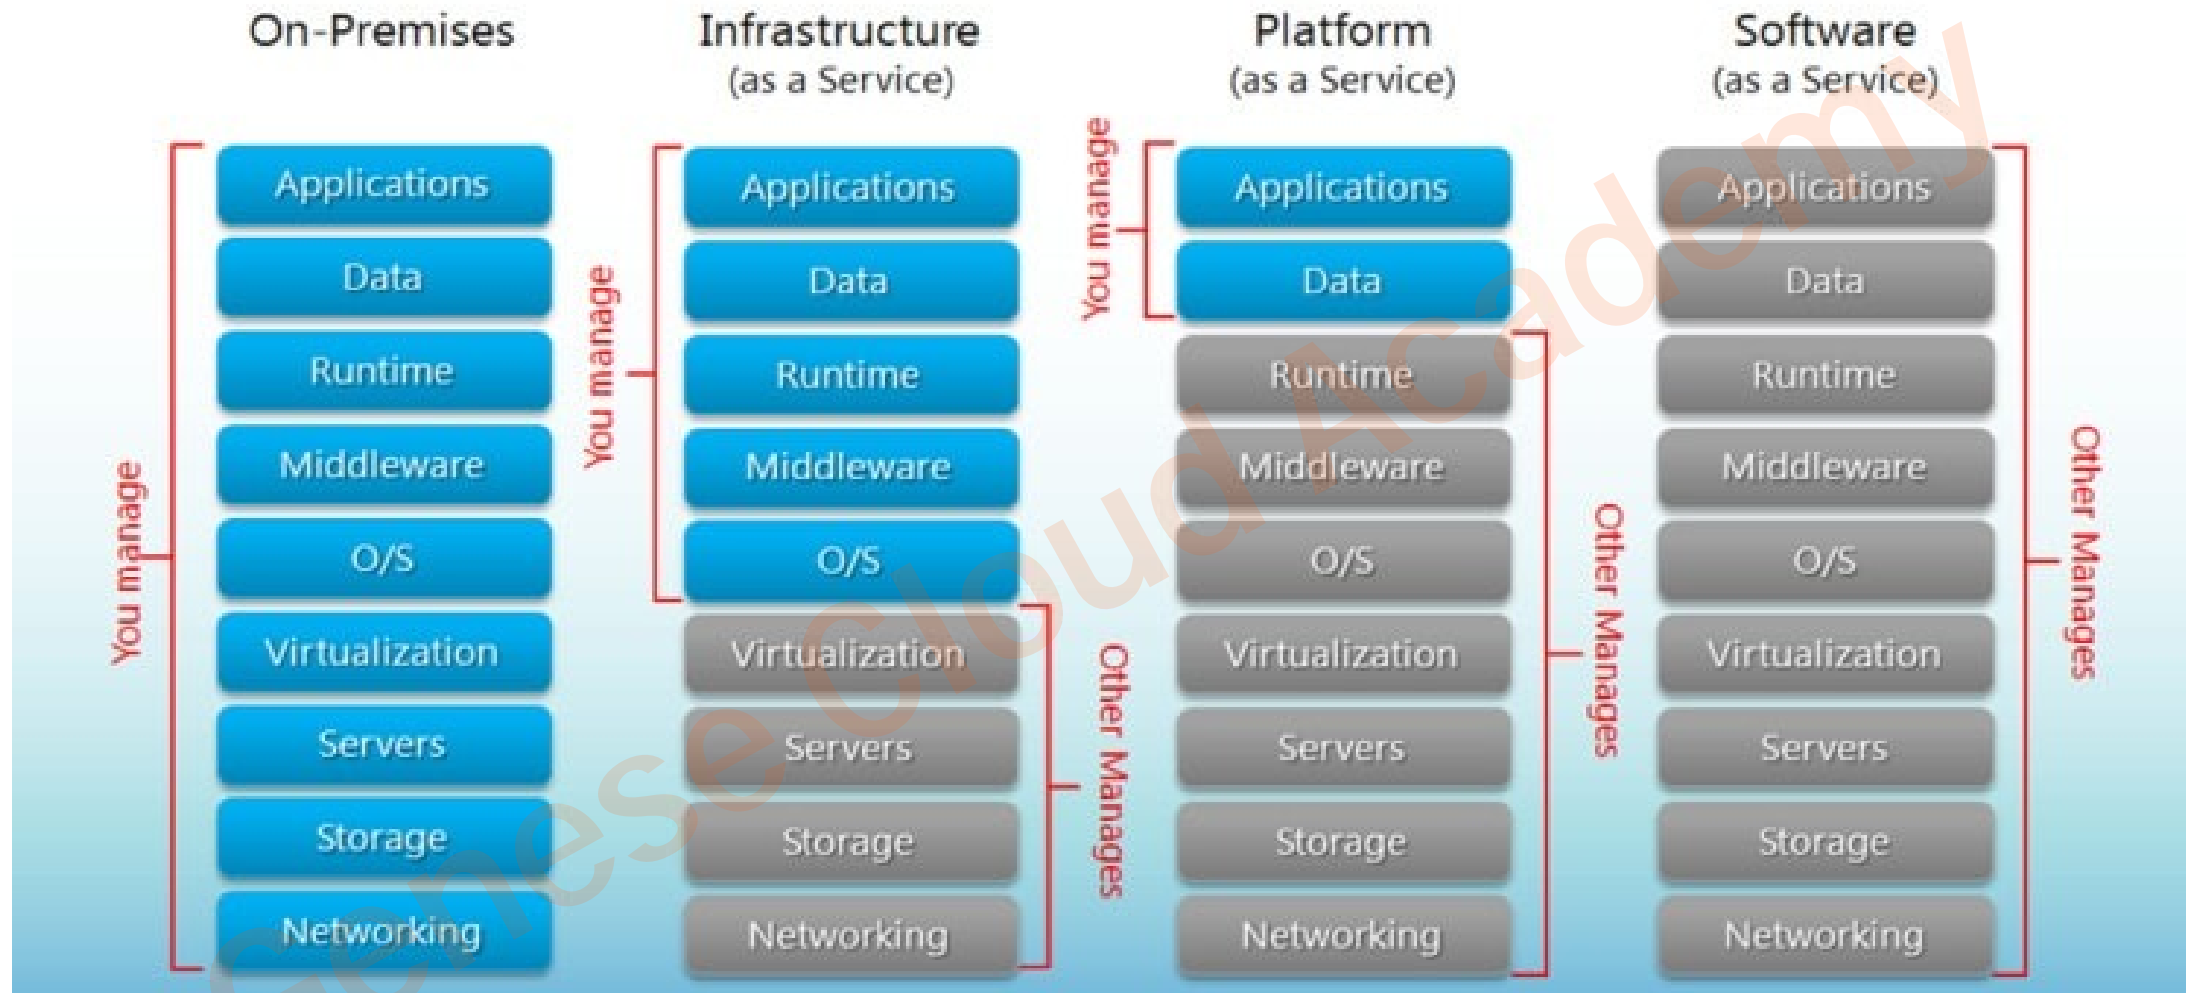 On-Premises
Infrastructure
(as a Service)
Platform
(as a Service)
Software
(as a Service)
You manage
Applications
Data
Runtime
Middleware
O/S
Virtualization
Servers
Storage
Networking
You manage
Applications
Data
Runtime
Middleware
O/S
Virtualization
Servers
Storage
Networking
Other Manages
You manage
Applications
Data
Runtime
Middleware
O/S
Virtualization
Servers
Storage
Networking
Other Manages
Applications
Data
Runtime
Middleware
O/S
Virtualization
Servers
Storage
Networking
Other Manages
Genese Cloud Academy